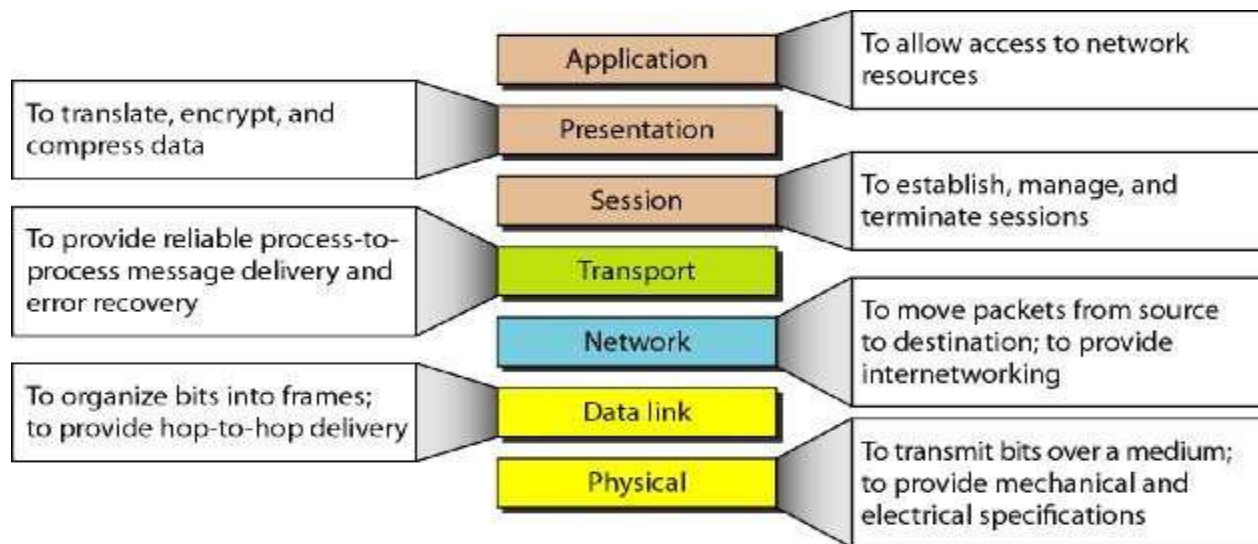 Application
To allow access to network
resources
To translate, encrypt, and
compress data
Presentation
Session
To establish, manage, and
terminate sessions
To provide reliable process-to-
process message delivery and
error recovery
Transport
Network
To move packets from source
to destination; to provide
internetworking
To organize bits into frames;
to provide hop-to-hop delivery
Data link
Physical
To transmit bits over a medium;
to provide mechanical and
electrical specifications